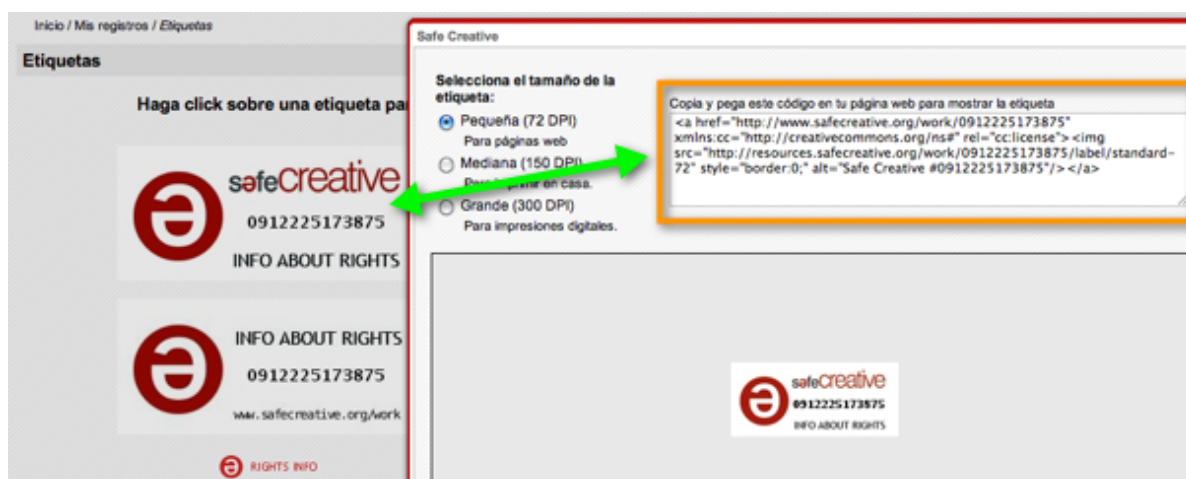 Inicio / Mis registros / Etiquetas
Etiquetas
Haga click sobre una etiqueta pa
safeCreative
0912225173875
INFO ABOUT RIGHTS
INFO ABOUT RIGHTS
0912225173875
www.safecreative.org/work
RIGHTS INFO
Safe Creative
Selecciona el tamaño de la
etiqueta:
Pequeña (72 DPI)
Para páginas web
Mediana (150 DPI)
Para imprimir en casa.
Grande (300 DPI)
Para impresiones digitales.
Copia y pega este código en tu página web para mostrar la etiqueta
<a href="http://www.safecreative.org/work/0912225173875"
xmlns:cc="http://creativecommons.org/ns#" rel="cc:license"><img
src="http://resources.safecreative.org/work/0912225173875/label/standard-
72" style="border:0;" alt="Safe Creative #0912225173875"/></a>
safeCreative
0912225173875
INFO ABOUT RIGHTS